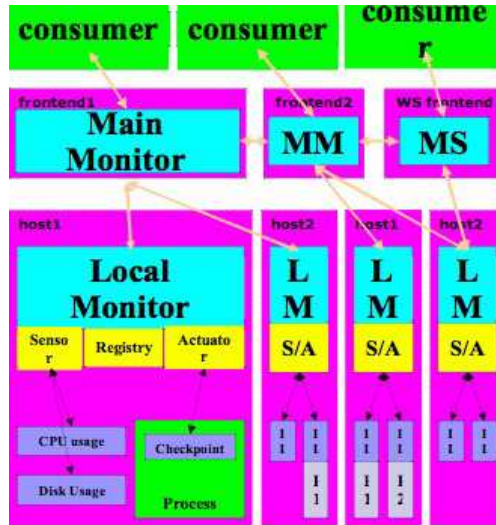 consumer
consumer
consume
r
frontend1
frontend2
WS frontend
Main
Monitor
MM
MS
host1
host2
host1
host2
Local
Monitor
L
M
L
M
L
M
Senso
r
Registry
Actuato
r
S/A
S/A
S/A
CPU usage
Disk Usage
Checkpoint
Process